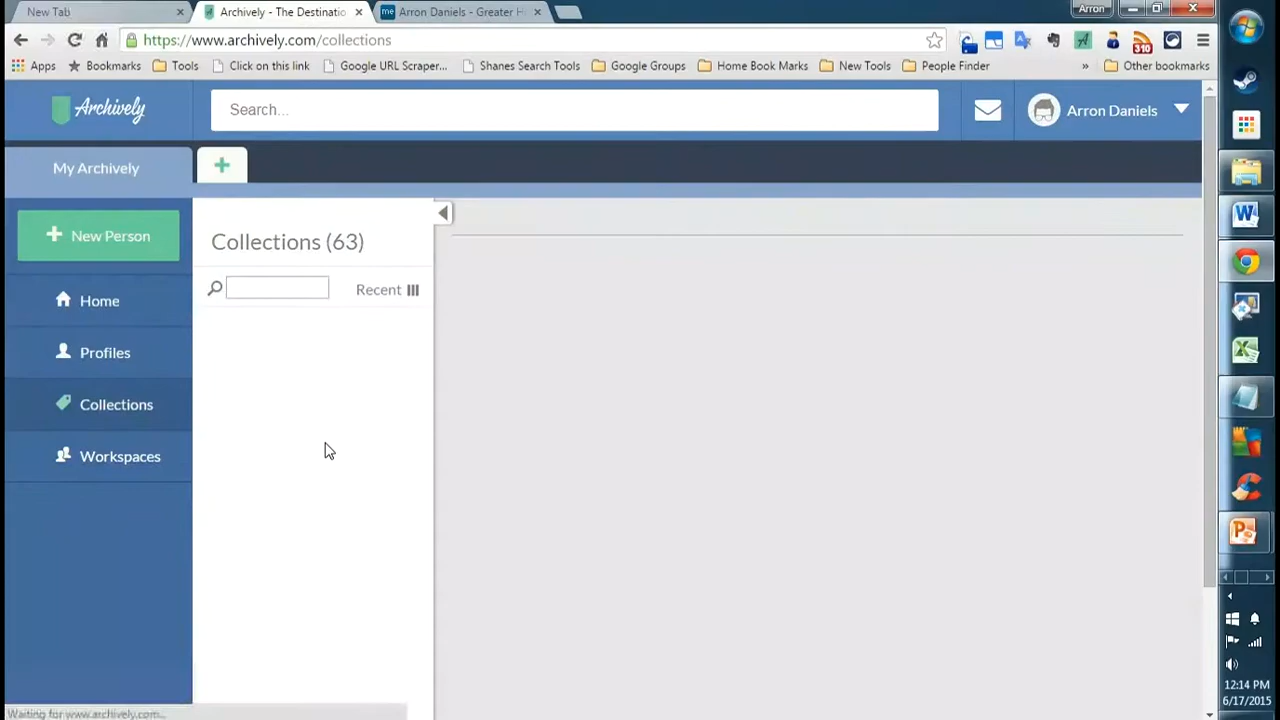 New Tab
Archively - The Destinatio
Arron Daniels - Greater H
Arron
https://www.archively.com/collections
310
Apps
Bookmarks
Tools
Click on this link
Google URL Scraper...
Shanes Search Tools
Google Groups
Home Book Marks
New Tools
People Finder
»
Other bookmarks
Archively
Search...
Arron Daniels
My Archively
New Person
Collections (63)
Recent
Home
Profiles
Collections
Workspaces
Waiting for www.archively.com...
12:14 PM
6/17/2015